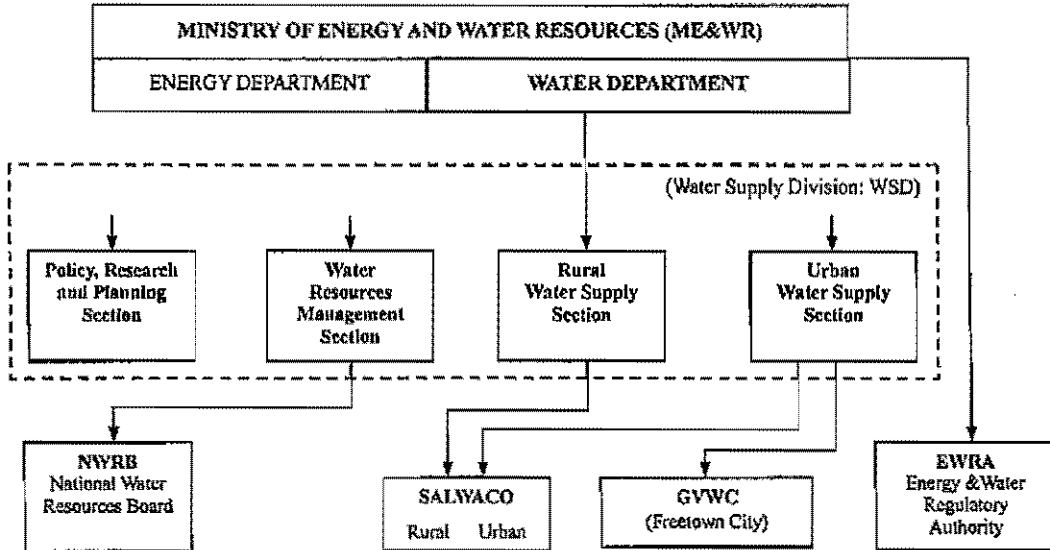 MINISTRY OF ENERGY AND WATER RESOURCES (ME&WR)
ENERGY DEPARTMENT
WATER DEPARTMENT
(Water Supply Division: WSD)
Policy, Research
and Planning
Section
Water
Resources
Management
Section
Rural
Water Supply
Section
Urban
Water Supply
Section
NWRB
National Water
Resources Board
SALWACO
Rural Urban
GVWC
(Freetown City)
EWRA
Energy &Water
Regulatory
Authority